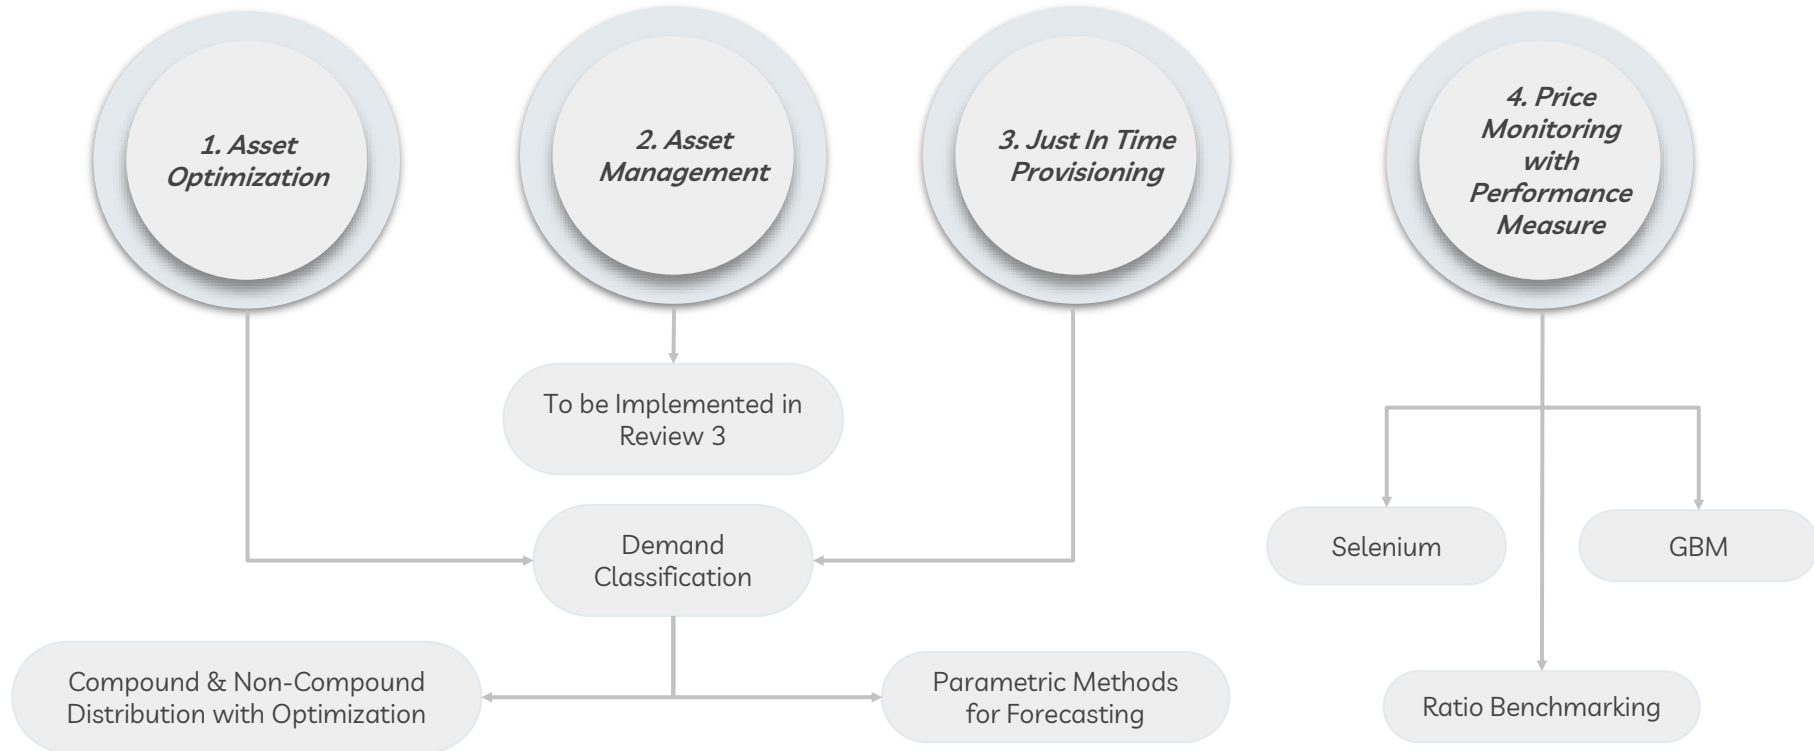 1. Asset
Optimization
2. Asset
Management
3. Just In Time
Provisioning
4. Price
Monitoring
with
Performance
Measure
To be Implemented in
Review 3
Demand
Classification
Selenium
GBM
Compound & Non-Compound
Distribution with Optimization
Parametric Methods
for Forecasting
Ratio Benchmarking